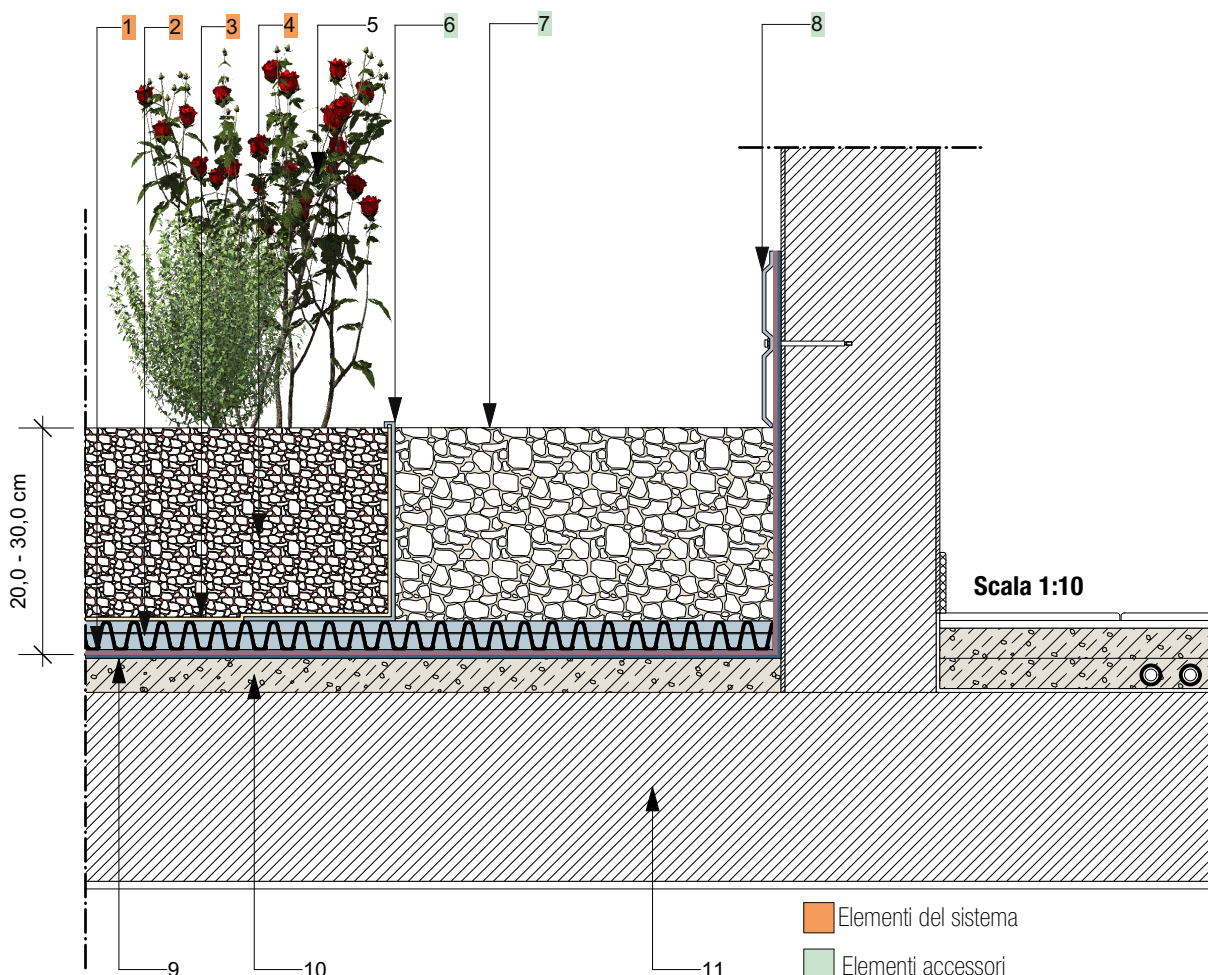 1 2 3 4 5 6 7 8
20,0 - 30,0 cm
Scala 1:10
Elementi del sistema
Elementi accessori
9 10 11